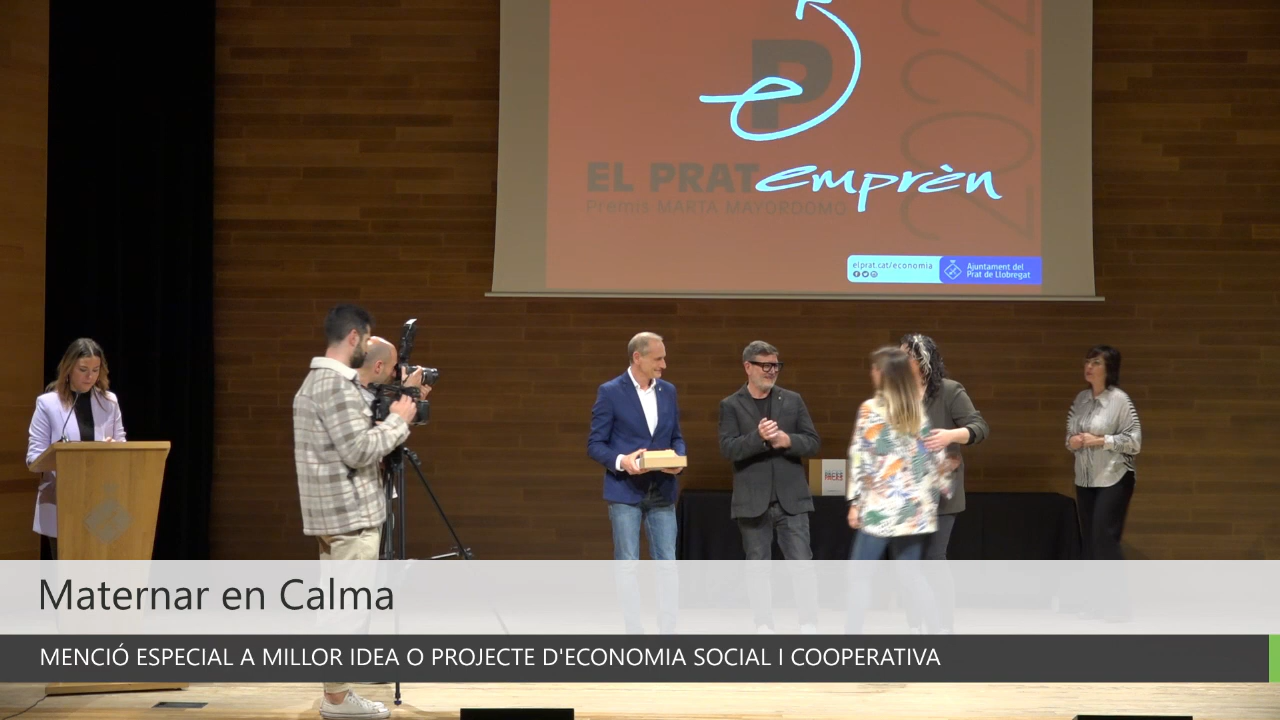 2022
P
EL PRAT emprèn
Premis MARTA MAYORDOMO
elprat.cat/economia
Ajuntament del
Prat de Llobregat
Maternar en Calma
MENCIÓ ESPECIAL A MILLOR IDEA O PROJECTE D'ECONOMIA SOCIAL I COOPERATIVA